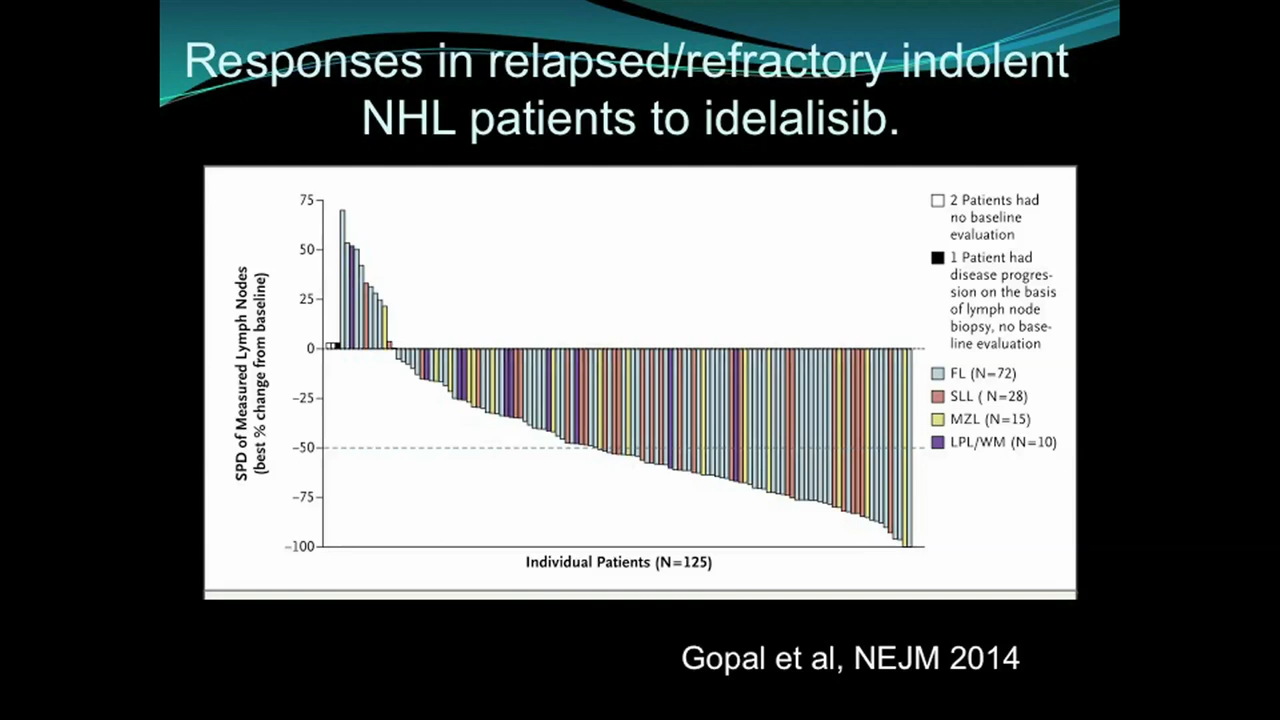 Responses in relapsed/refractory indolent
NHL patients to idelalisib.
SPD of Measured Lymph Nodes
(best % change from baseline)
75
50
25
0
−25
−50
−75
−100
Individual Patients (N=125)
2 Patients had
no baseline
evaluation
1 Patient had
disease progres-
sion on the basis
of lymph node
biopsy, no base-
line evaluation
FL (N=72)
SLL ( N=28)
MZL (N=15)
LPL/WM (N=10)
Gopal et al, NEJM 2014